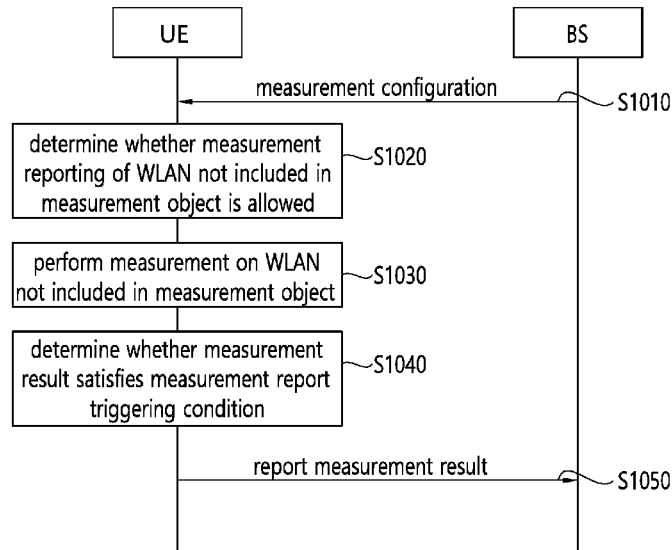 UE
BS
measurement configuration
S1010
determine whether measurement
reporting of WLAN not included in
measurement object is allowed
S1020
perform measurement on WLAN
not included in measurement object
S1030
determine whether measurement
result satisfies measurement report
triggering condition
S1040
report measurement result
S1050